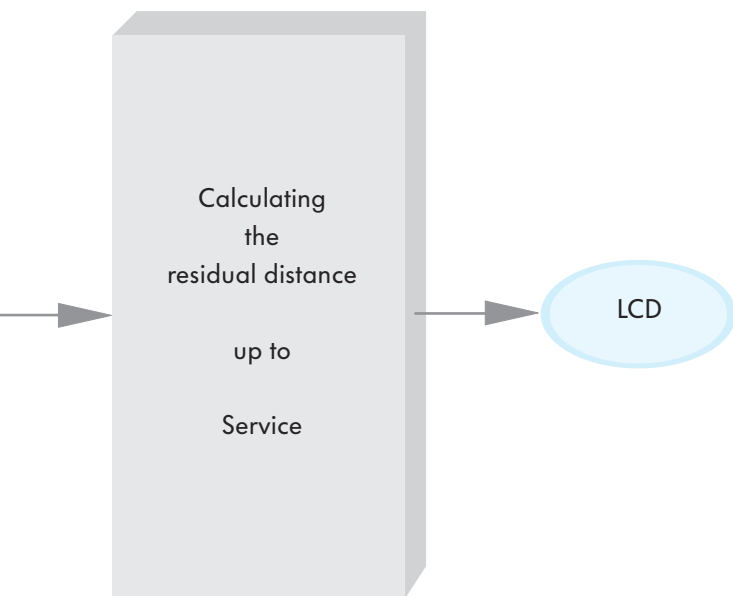 Calculating
the
residual distance
up to
Service
LCD